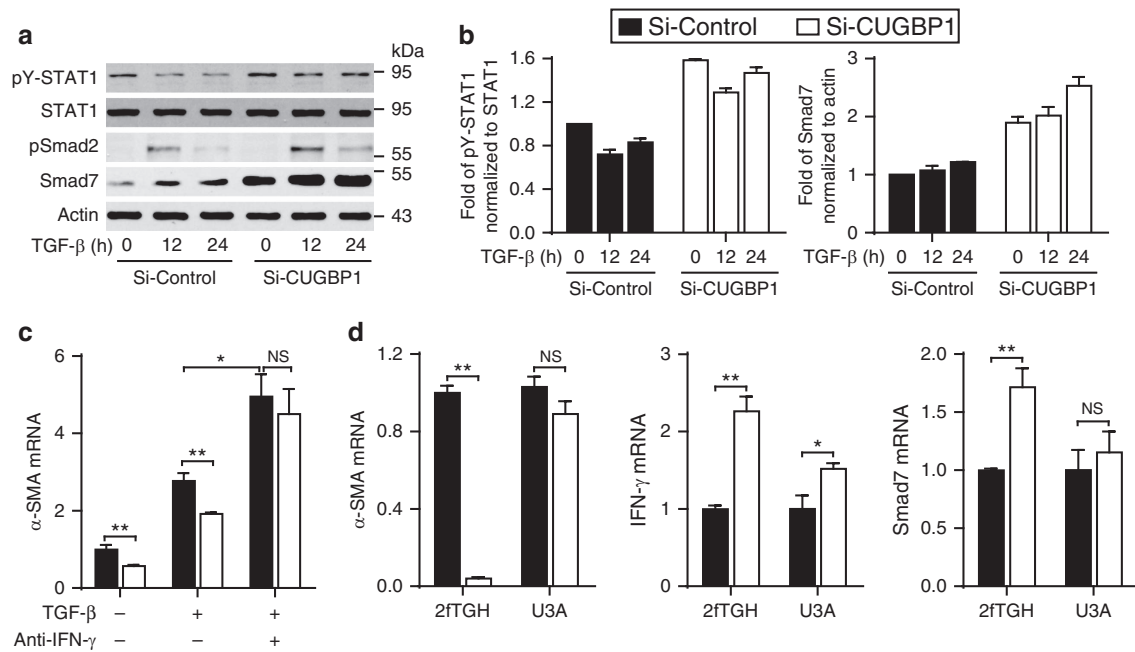 Si-Control Si-CUGBP1
a
kDa
pY-STAT1 95
STAT1 95
pSmad2
55
55
Smad7
Actin 43
TGF-β (h) 0 12 24 0 12 24
Si-Control Si-CUGBP1
b
Fold of pY-STAT1
normalized to STAT1
1.6
1.2
0.8
0.4
0.0
TGF-β (h) 0 12 24 0 12 24
Si-Control Si-CUGBP1
Fold of Smad7
normalized to actin
3
2
1
0
TGF-β (h) 0 12 24 0 12 24
Si-Control Si-CUGBP1
c
α-SMA mRNA
6
4
2
0
** ** * NS
TGF-β – + +
Anti-IFN-γ – – +
d
α-SMA mRNA
1.2
0.8
0.4
0.0
** NS
2fTGH U3A
IFN-γ mRNA
3
2
1
0
** *
2fTGH U3A
Smad7 mRNA
2.0
1.5
1.0
0.5
0.0
** NS
2fTGH U3A